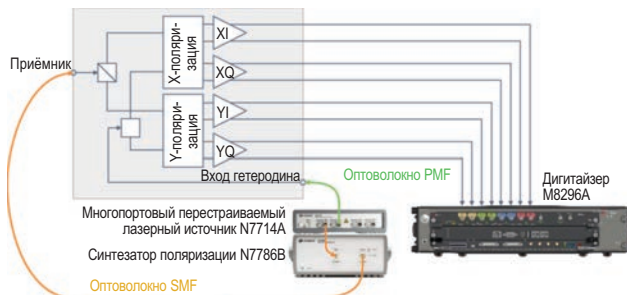 Приёмник
X-поляри-
зация
XI
XQ
Y-поляри-
зация
YI
YQ
Вход гетеродина
Оптоволокно PMF
Дигитайзер
M8296A
Многопортовый перестраиваемый
лазерный источник N7714A
Синтезатор поляризации N7786B
Оптоволокно SMF